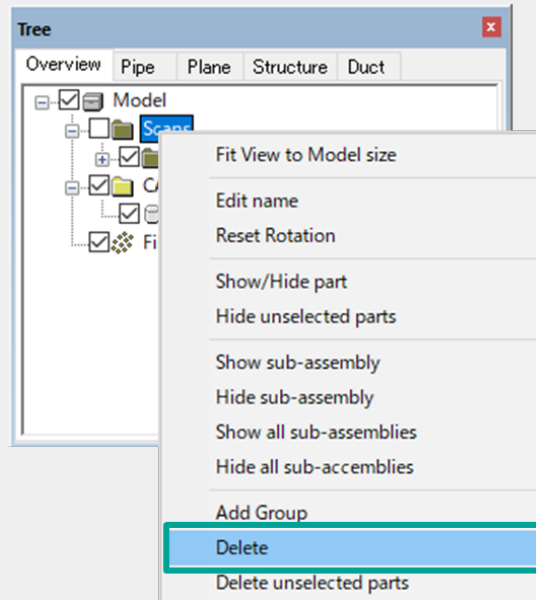 Tree
Overview Pipe Plane Structure Duct
Model
Scans
Fit View to Model size
Edit name
Reset Rotation
Show/Hide part
Hide unselected parts
Show sub-assembly
Hide sub-assembly
Show all sub-assemblies
Hide all sub-accemblies
Add Group
Delete
Delete unselected parts